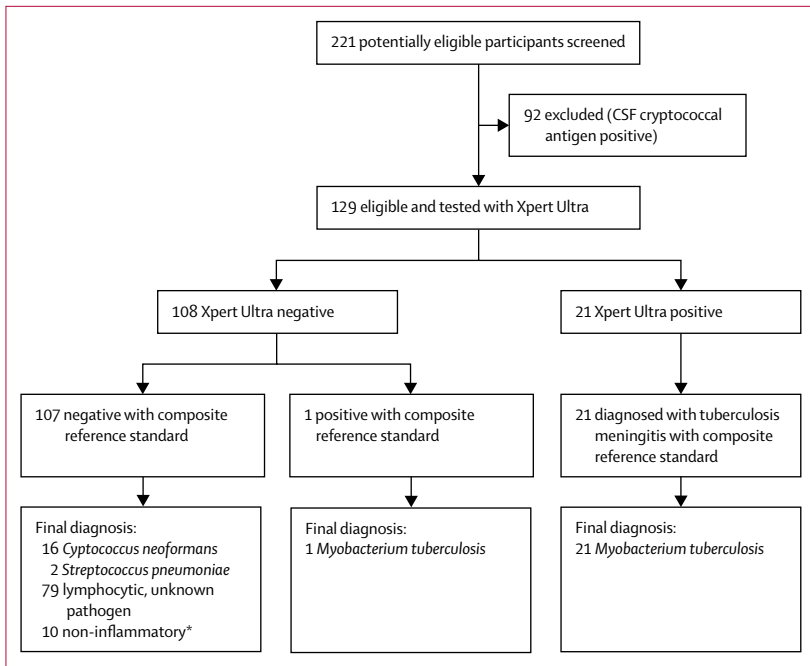 221 potentially eligible participants screened
92 excluded (CSF cryptococcal
antigen positive)
129 eligible and tested with Xpert Ultra
108 Xpert Ultra negative
21 Xpert Ultra positive
107 negative with composite
reference standard
1 positive with composite
reference standard
21 diagnosed with tuberculosis
meningitis with composite
reference standard
Final diagnosis:
16 Cyptococcus neoformans
2 Streptococcus pneumoniae
79 lymphocytic, unknown
pathogen
10 non-inflammatory*
Final diagnosis:
1 Myobacterium tuberculosis
Final diagnosis:
21 Myobacterium tuberculosis